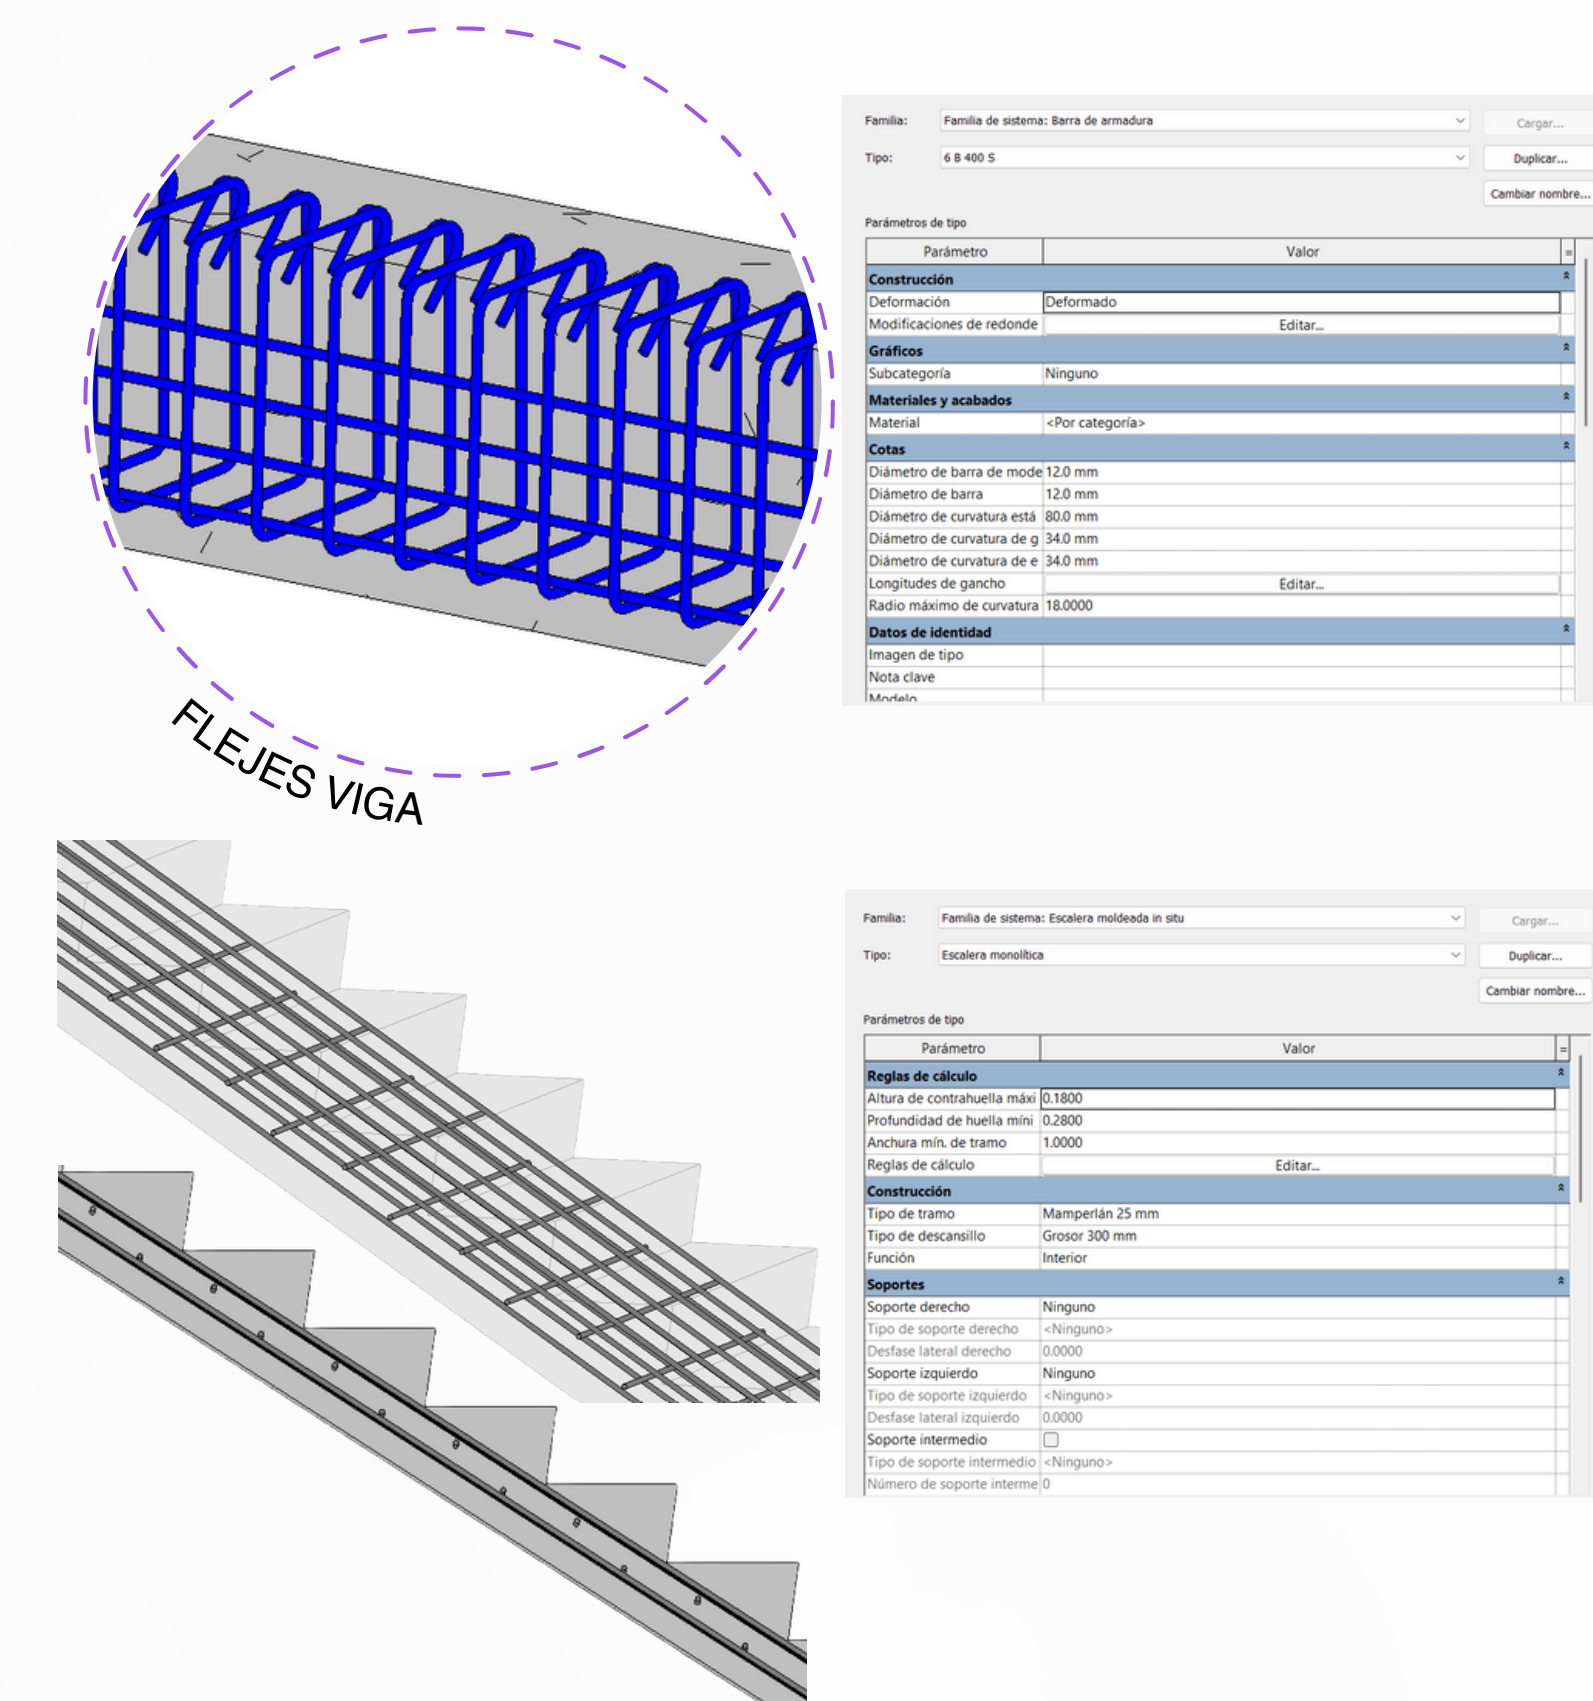 FLEJES VIGA
Familia: Familia de sistema: Barra de armadura Cargar...
Tipo: 6 B 400 S Duplicar...
Cambiar nombre...
Parámetros de tipo
Parámetro Valor =
Construcción
Deformación Deformado
Modificaciones de redonde Editar...
Gráficos
Subcategoría Ninguno
Materiales y acabados
Material <Por categoría>
Cotas
Diámetro de barra de mode 12.0 mm
Diámetro de barra 12.0 mm
Diámetro de curvatura está 80.0 mm
Diámetro de curvatura de g 34.0 mm
Diámetro de curvatura de e 34.0 mm
Longitudes de gancho Editar...
Radio máximo de curvatura 18.0000
Datos de identidad
Imagen de tipo
Nota clave
Modelo
Familia: Familia de sistema: Escalera moldeada in situ Cargar...
Tipo: Escalera monolítica Duplicar...
Cambiar nombre...
Parámetros de tipo
Parámetro Valor =
Reglas de cálculo
Altura de contrahuella máxi 0.1800
Profundidad de huella míni 0.2800
Anchura mín. de tramo 1.0000
Reglas de cálculo Editar...
Construcción
Tipo de tramo Mamperlán 25 mm
Tipo de descansillo Grosor 300 mm
Función Interior
Soportes
Soporte derecho Ninguno
Tipo de soporte derecho <Ninguno>
Desfase lateral derecho 0.0000
Soporte izquierdo Ninguno
Tipo de soporte izquierdo <Ninguno>
Desfase lateral izquierdo 0.0000
Soporte intermedio
Tipo de soporte intermedio <Ninguno>
Número de soporte interme 0